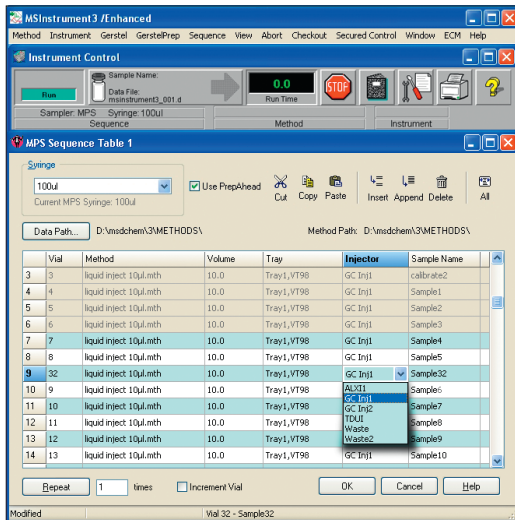 MSInstrument3 /Enhanced
Method Instrument Gerstel GerstelPrep Sequence View Abort Checkout Secured Control Window ECM Help
Instrument Control
Run
Sample Name:
Data File:
msinstrument3_001.d
Sampler: MPS Syringe: 100ul
Sequence
0.0
Run Time
STOP
Method
Instrument
MPS Sequence Table 1
Syringe
100ul
Current MPS Syringe: 100ul
Use PrepAhead
Cut Copy Paste Insert Append Delete All
Data Path... D:\msdchem\3\METHODS\ Method Path: D:\msdchem\3\METHODS\
Vial Method Volume Tray Injector Sample Name
3 3 liquid inject 10µl.mth 10.0 Tray1,VT98 GC Inj1 calibrate2
4 4 liquid inject 10µl.mth 10.0 Tray1,VT98 GC Inj1 Sample1
5 5 liquid inject 10µl.mth 10.0 Tray1,VT98 GC Inj1 Sample2
6 6 liquid inject 10µl.mth 10.0 Tray1,VT98 GC Inj1 Sample3
7 7 liquid inject 10µl.mth 10.0 Tray1,VT98 GC Inj1 Sample4
8 8 liquid inject 10µl.mth 10.0 Tray1,VT98 GC Inj1 Sample5
9 32 liquid inject 10µl.mth 10.0 Tray1,VT98 GC Inj1 Sample32
10 9 liquid inject 10µl.mth 10.0 Tray1,VT98 ALXI1 Sample6
GC Inj1
11 10 liquid inject 10µl.mth 10.0 Tray1,VT98 GC Inj2 Sample7
TDUI
12 11 liquid inject 10µl.mth 10.0 Tray1,VT98 Waste Sample8
13 12 liquid inject 10µl.mth 10.0 Tray1,VT98 Waste2 Sample9
14 13 liquid inject 10µl.mth 10.0 Tray1,VT98 GC Inj1 Sample10
Repeat 1 times Increment Vial OK Cancel Help
Modified Vial 32 - Sample32